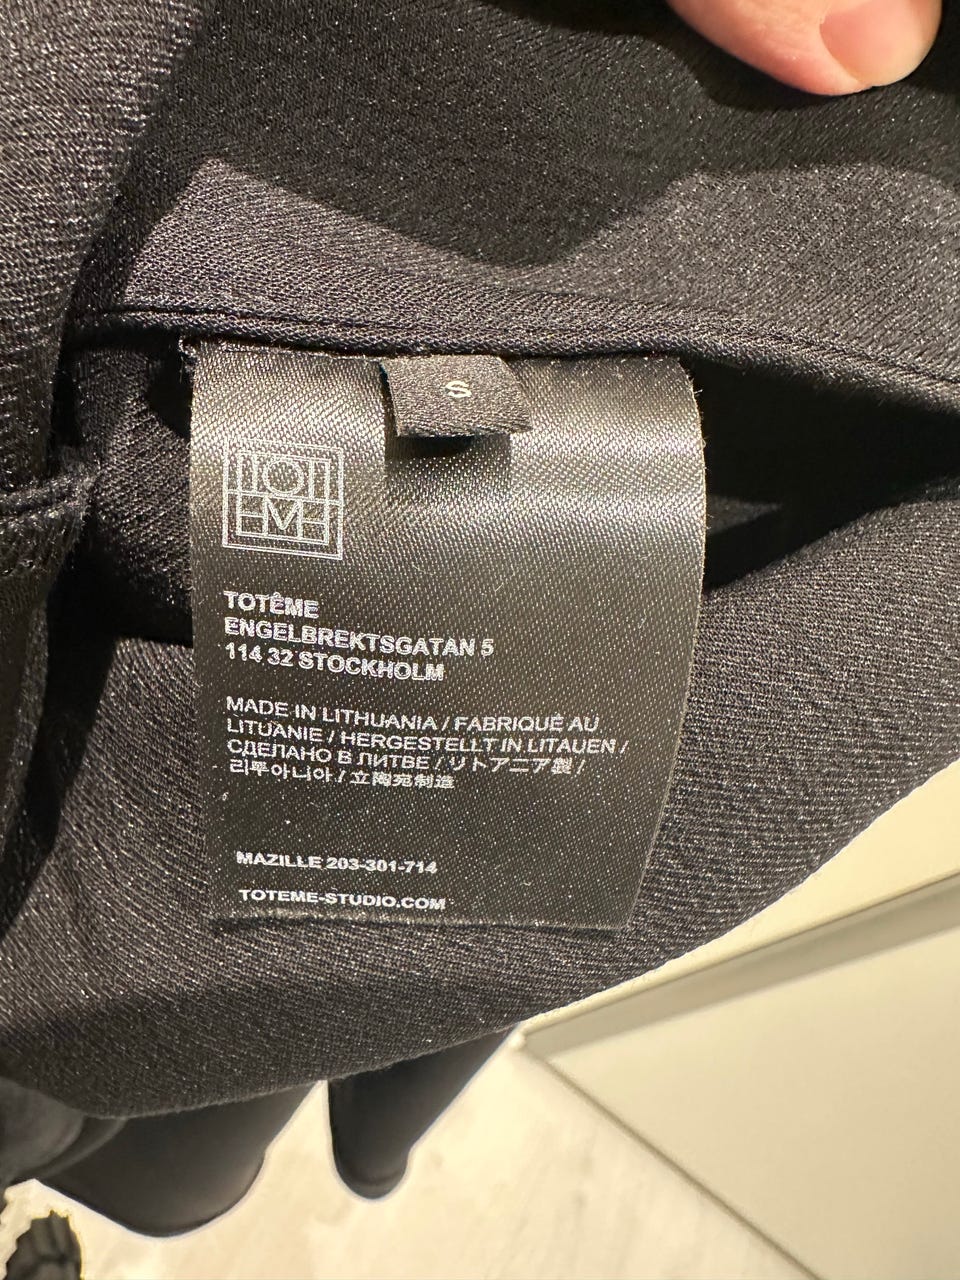 S
TO
M
TOTÊME
ENGELBREKTSGATAN 5
114 32 STOCKHOLM
MADE IN LITHUANIA / FABRIQUÉ AU
LITUANIE / HERGESTELLT IN LITAUEN /
СДЕЛАНО В ЛИТВЕ / リトアニア製 /
리투아니아 / 立陶宛制造
MAZILLE 203-301-714
TOTEME-STUDIO.COM